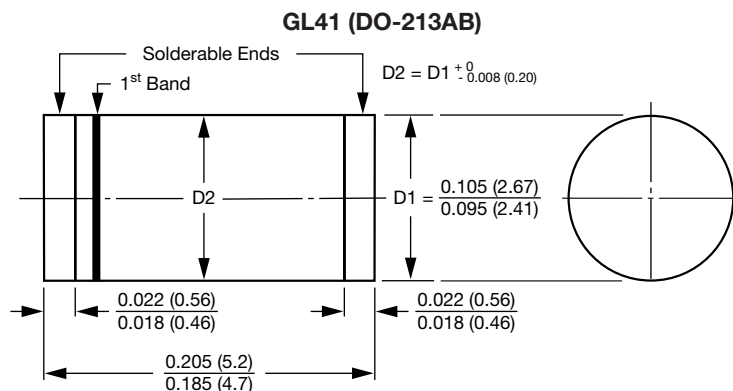 GL41 (DO-213AB)
Solderable Ends
1st Band
D2 = D1 + 0
- 0.008 (0.20)
D2
D1 = 0.105 (2.67)
0.095 (2.41)
0.022 (0.56)
0.018 (0.46)
0.022 (0.56)
0.018 (0.46)
0.205 (5.2)
0.185 (4.7)